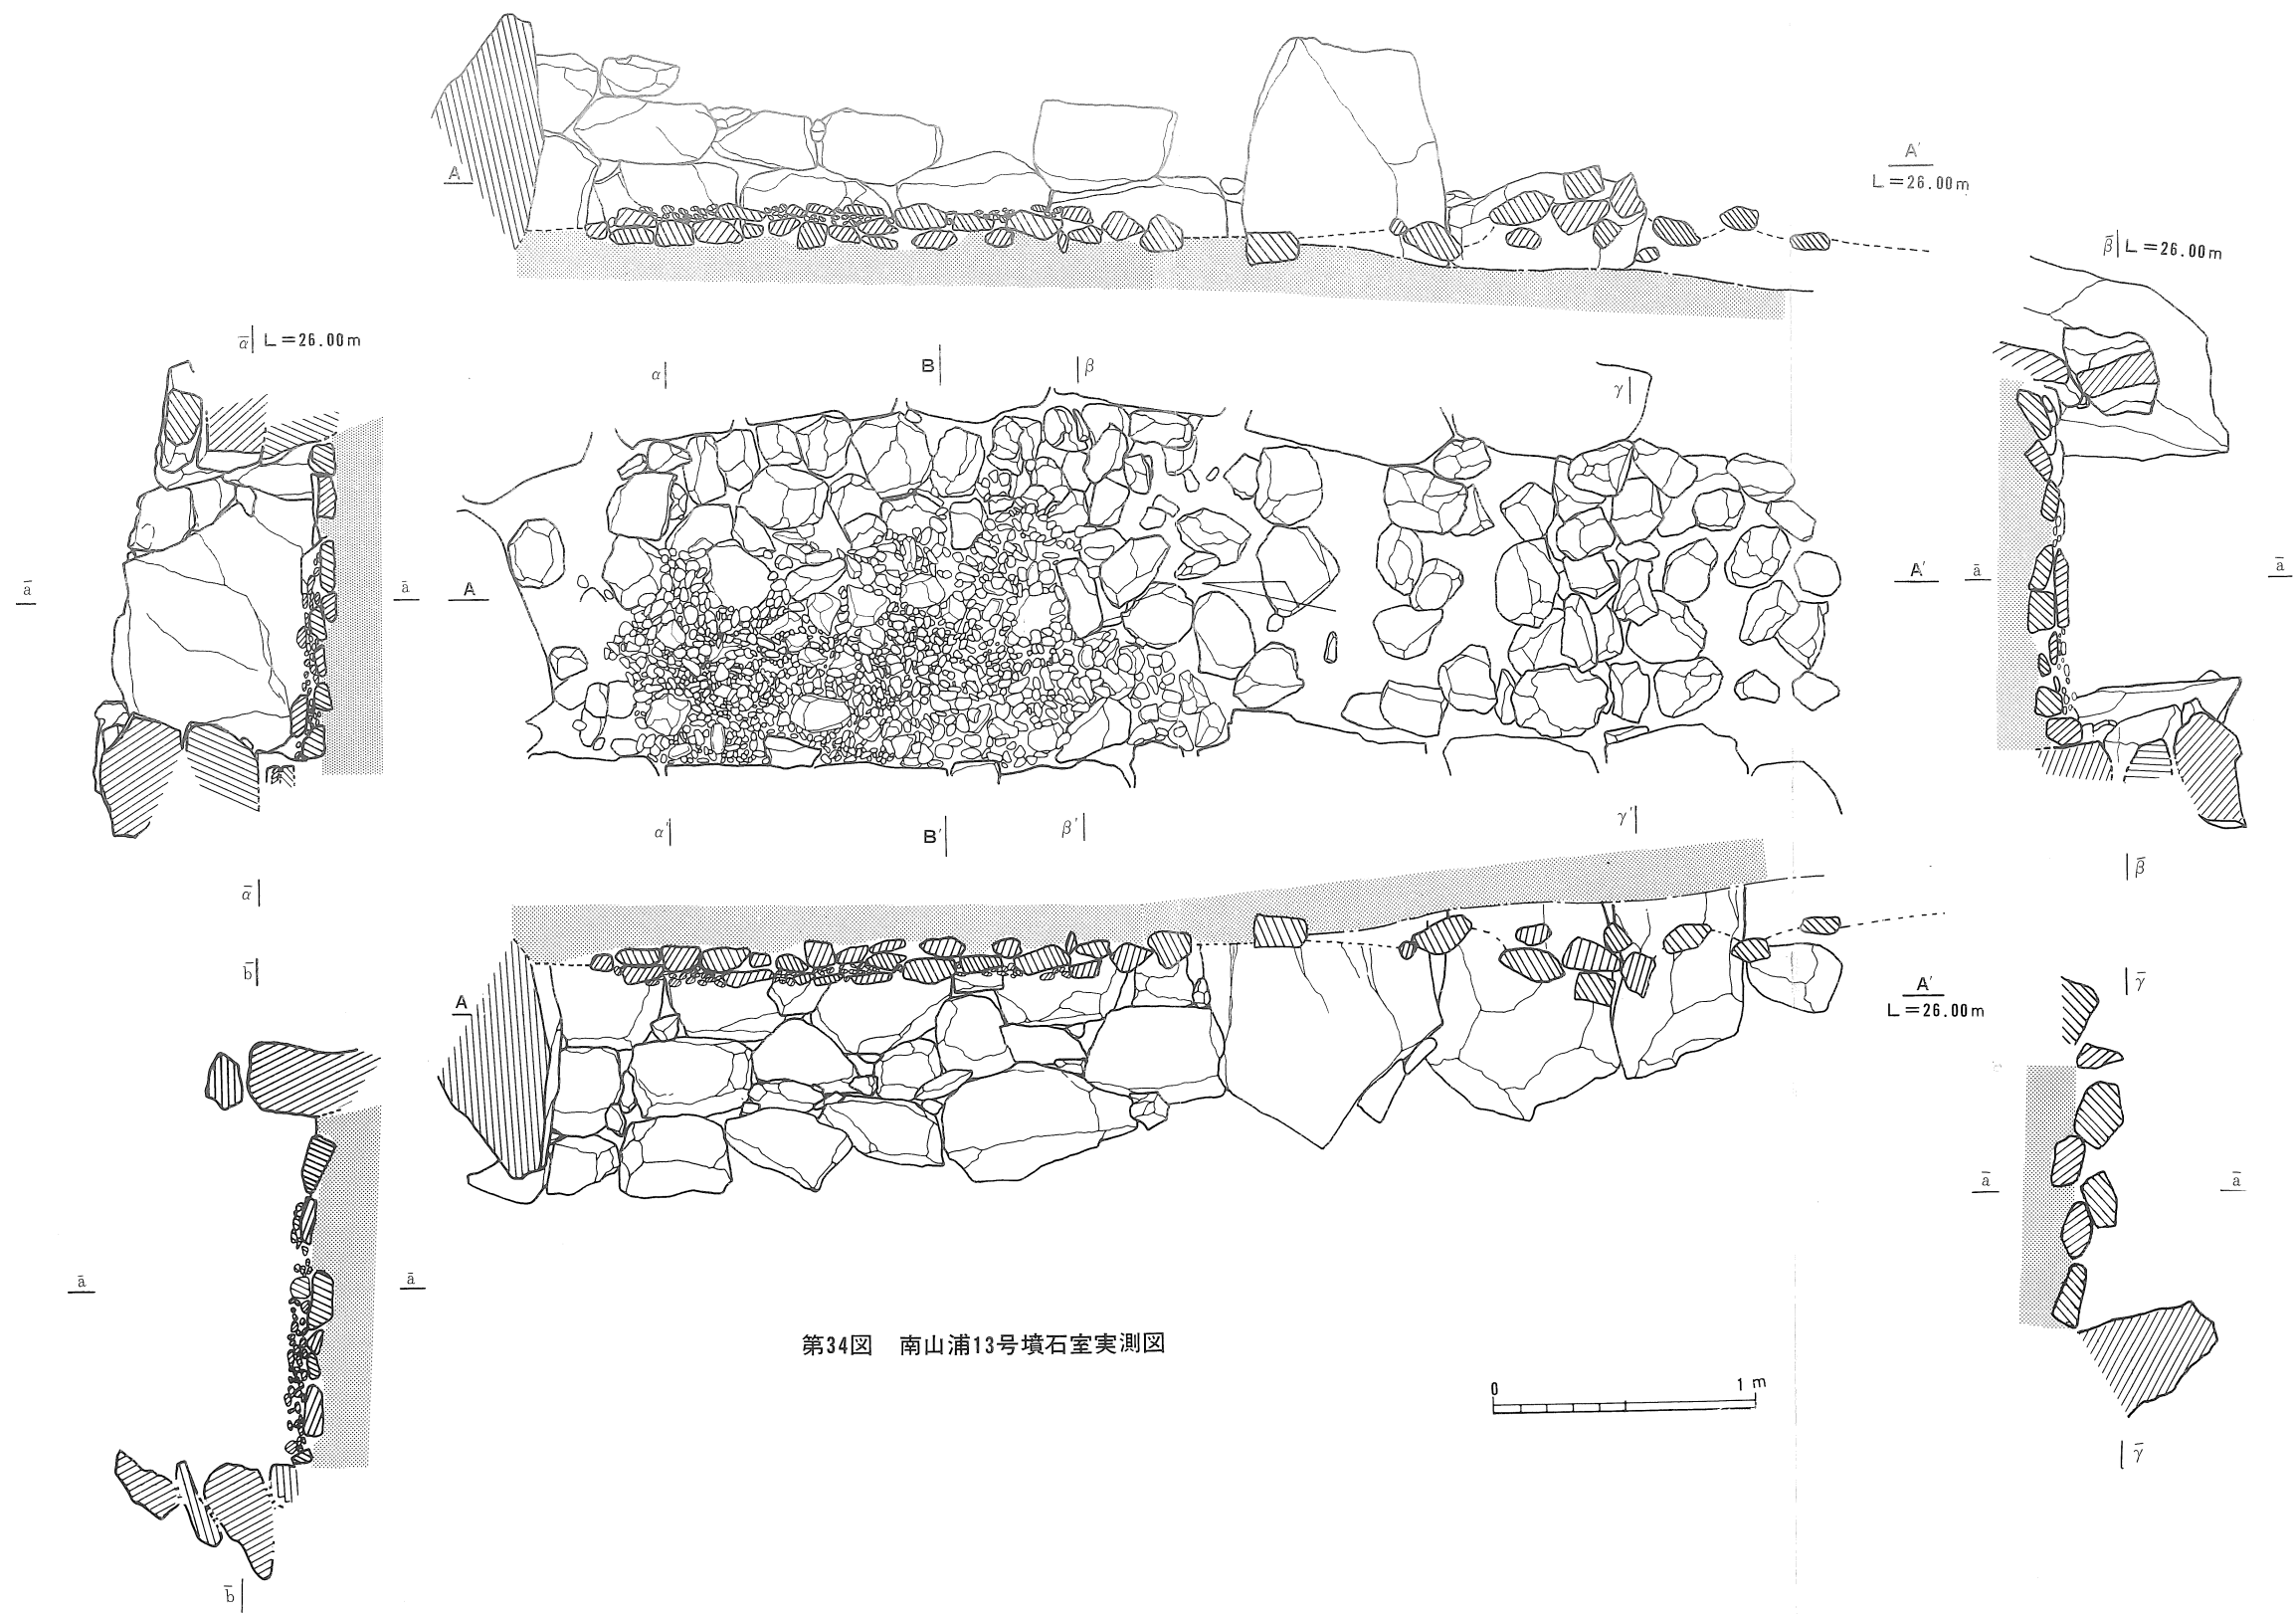 A
A'
L=26.00m
β̄ L=26.00m
ᾱ L=26.00m
α
B
β
γ
ā
ā
A
A'
ā
ā
α'
B'
β'
γ'
ᾱ
β̄
b̄
A
A'
L=26.00m
γ̄
ā
ā
ā
ā
第34図 南山浦13号墳石室実測図
0
1 m
γ̄
b̄